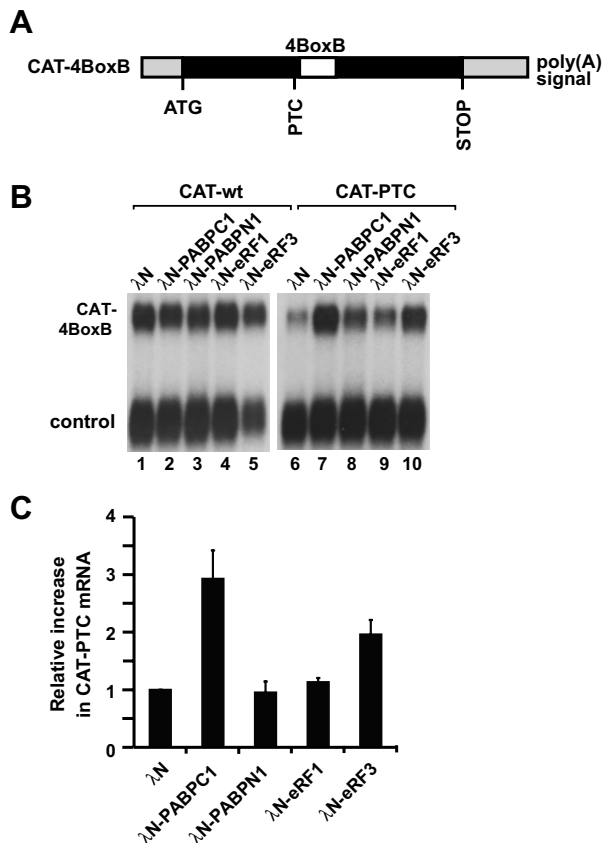 A
4BoxB
CAT-4BoxB
poly(A)
signal
ATG
PTC
STOP
B
CAT-wt
CAT-PTC
λN
λN-PABPC1
λN-PABPN1
λN-eRF1
λN-eRF3
λN
λN-PABPC1
λN-PABPN1
λN-eRF1
λN-eRF3
CAT-
4BoxB
control
1 2 3 4 5 6 7 8 9 10
C
Relative increase
in CAT-PTC mRNA
4
3
2
1
0
λN
λN-PABPC1
λN-PABPN1
λN-eRF1
λN-eRF3